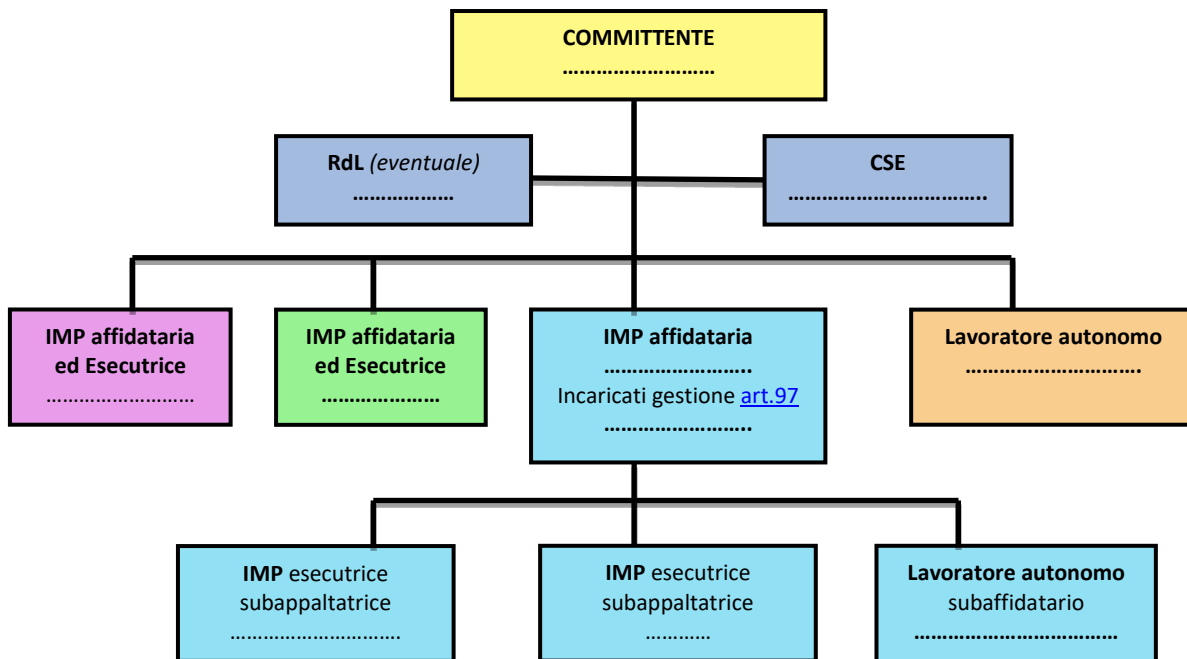 COMMITTENTE
………………………
RdL (eventuale)
………………
CSE
……………………………..
IMP affidataria
ed Esecutrice
………………………
IMP affidataria
ed Esecutrice
…………………
IMP affidataria
……………………..
Incaricati gestione art.97
……………………..
Lavoratore autonomo
……………………….
IMP esecutrice
subappaltatrice
……………………….
IMP esecutrice
subappaltatrice
…………
Lavoratore autonomo
subaffidatario
……………………………